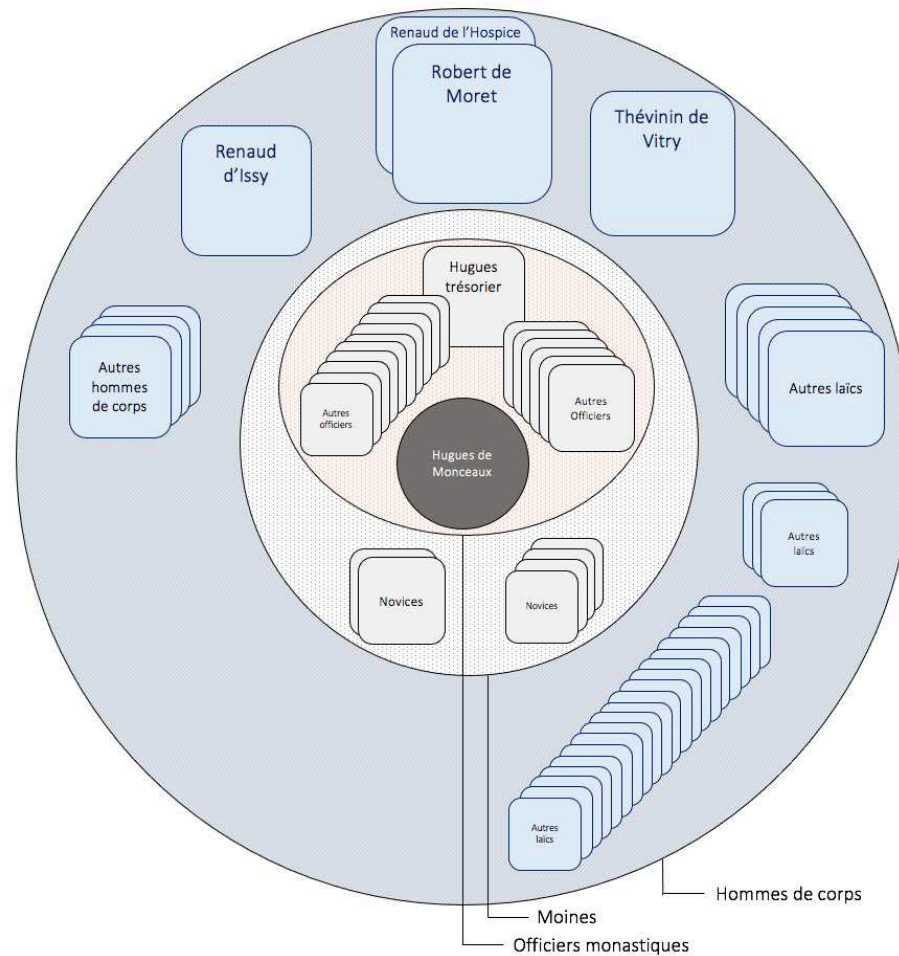 Renaud de l'Hospice
Robert de
Moret
Thévinin de
Vitry
Renaud
d'Issy
Hugues
trésorier
Autres
hommes
de corps
Autres laïcs
Autres
officiers
Autres
Officiers
Hugues de
Monceaux
Autres
laïcs
Novices
Novices
Autres
laïcs
Hommes de corps
Moines
Officiers monastiques